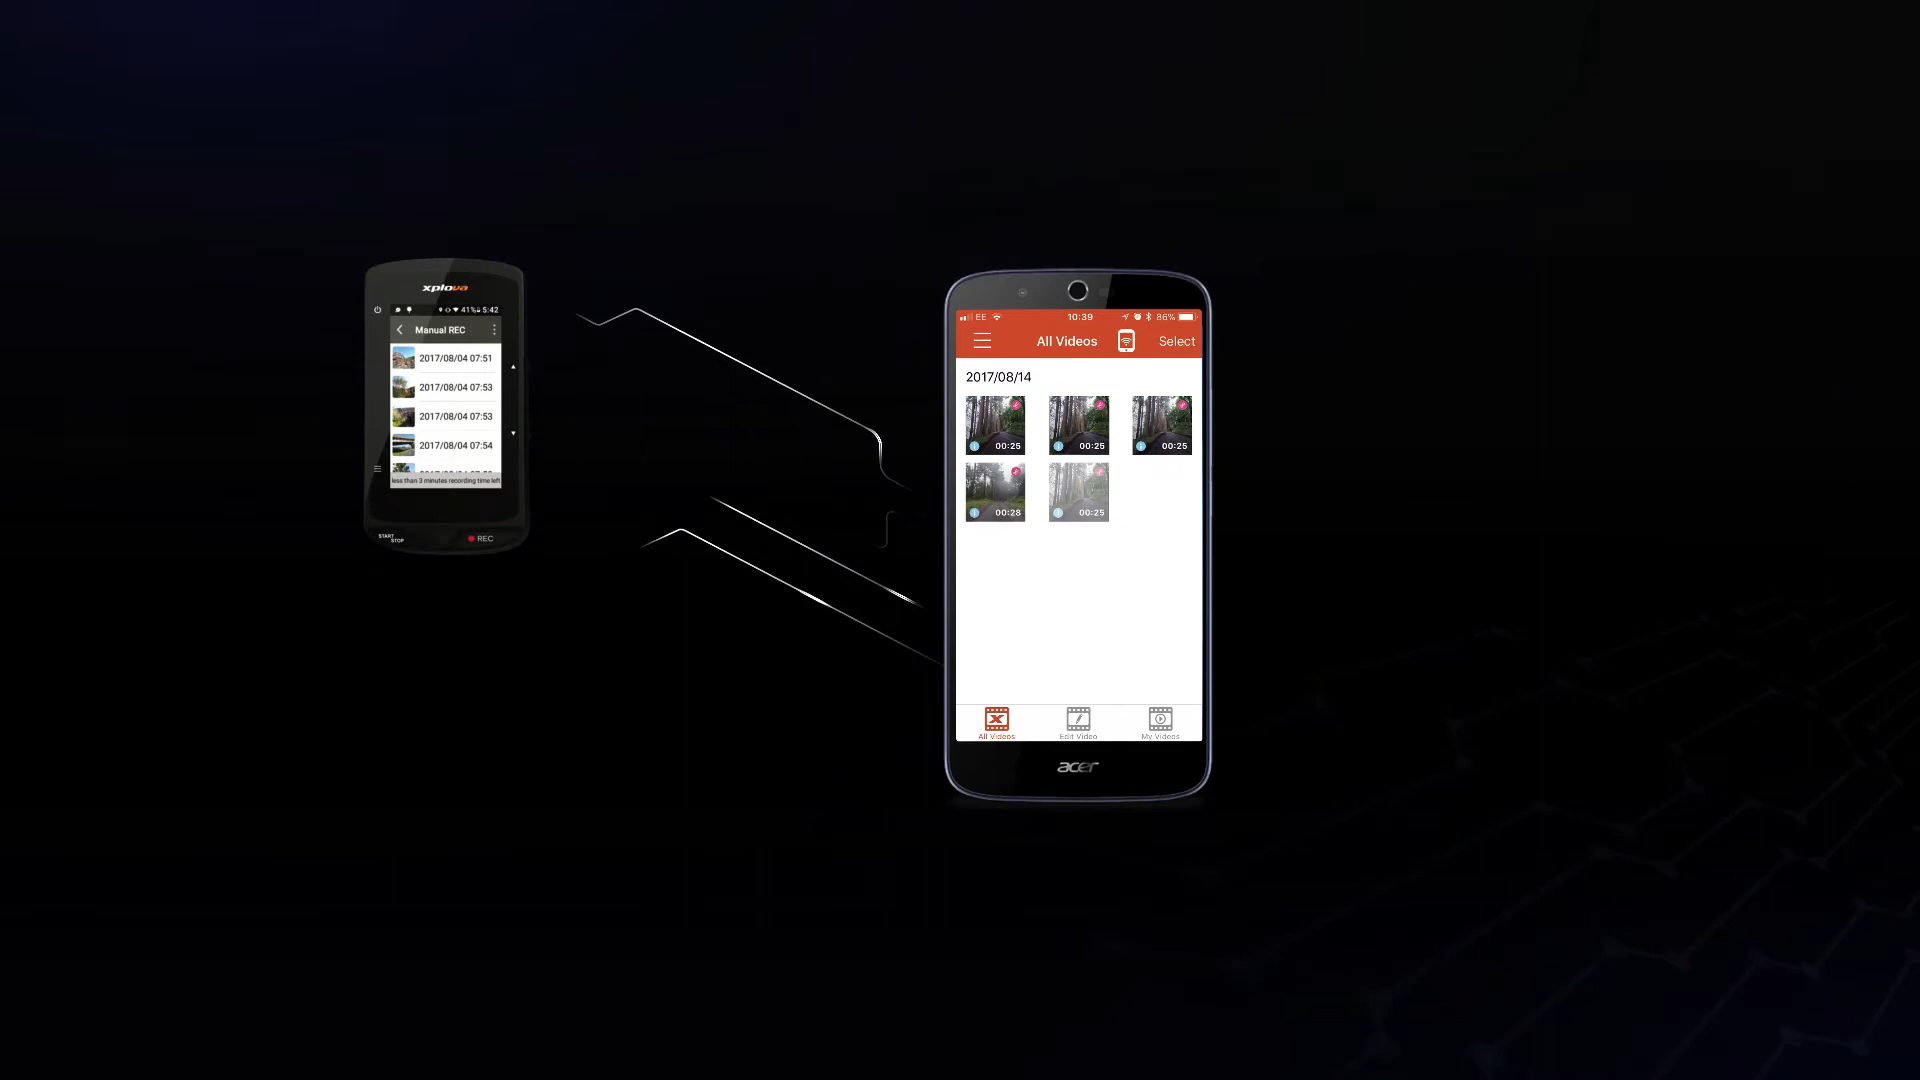 xplova
41% 5:42
Manual REC
2017/08/04 07:51
2017/08/04 07:53
2017/08/04 07:53
2017/08/04 07:54
less than 3 minutes recording time left
START
STOP
REC
EE
10:39
86%
All Videos
Select
2017/08/14
00:25
00:25
00:25
00:28
00:25
All Videos
Edit Video
My Videos
acer